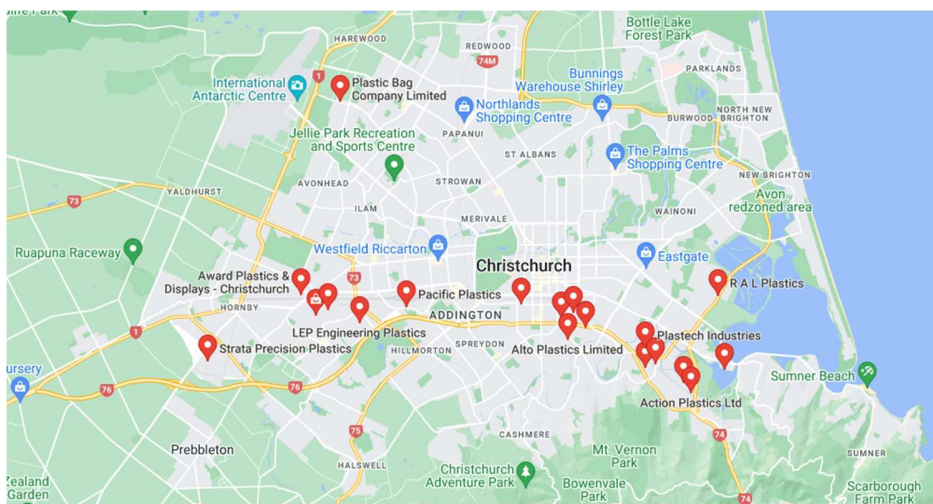 ife Park
HAREWOOD
REDWOOD
74M
Bottle Lake
Forest Park
1
PARKLANDS
International
Antarctic Centre
Plastic Bag
Company Limited
Bunnings
Warehouse Shirley
Northlands
Shopping Centre
NORTH NEW
BRIGHTON
BURWOOD
Jellie Park Recreation
and Sports Centre
PAPANUI
ST ALBANS
The Palms
Shopping Centre
AVONHEAD
STROWAN
NEW BRIGHTON
YALDHURST
73
ILAM
Avon
redzoned area
WAINONI
MERIVALE
Ruapuna Raceway
Westfield Riccarton
Eastgate
Christchurch
Award Plastics &
Displays - Christchurch
73
R A L Plastics
Pacific Plastics
HORNBY
ADDINGTON
1
LEP Engineering Plastics
Plastech Industries
Strata Precision Plastics
HILLMORTON
SPREYDON
Alto Plastics Limited
ursery
76
76
Sumner Beach
Action Plastics Ltd
75
CASHMERE
74
Prebbleton
Mt. Vernon
Park
SUMNER
HALSWELL
Christchurch
Adventure Park
Bowenvale
Park
Zealand
Garden
Scarborough
Farm Park
74